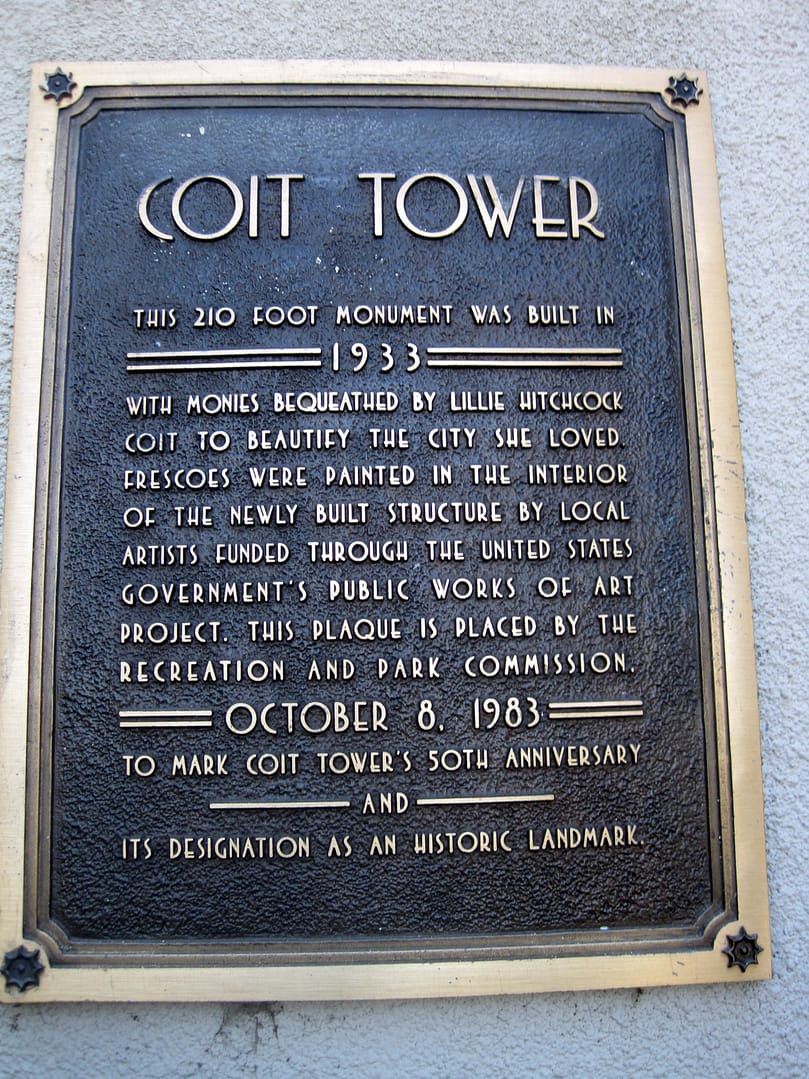 COIT TOWER
THIS 210 FOOT MONUMENT WAS BUILT IN
1933
WITH MONIES BEQUEATHED BY LILLIE HITCHCOCK
COIT TO BEAUTIFY THE CITY SHE LOVED.
FRESCOES WERE PAINTED IN THE INTERIOR
OF THE NEWLY BUILT STRUCTURE BY LOCAL
ARTISTS FUNDED THROUGH THE UNITED STATES
GOVERNMENT'S PUBLIC WORKS OF ART
PROJECT. THIS PLAQUE IS PLACED BY THE
RECREATION AND PARK COMMISSION.
OCTOBER 8, 1983
TO MARK COIT TOWER'S 50TH ANNIVERSARY
AND
ITS DESIGNATION AS AN HISTORIC LANDMARK.